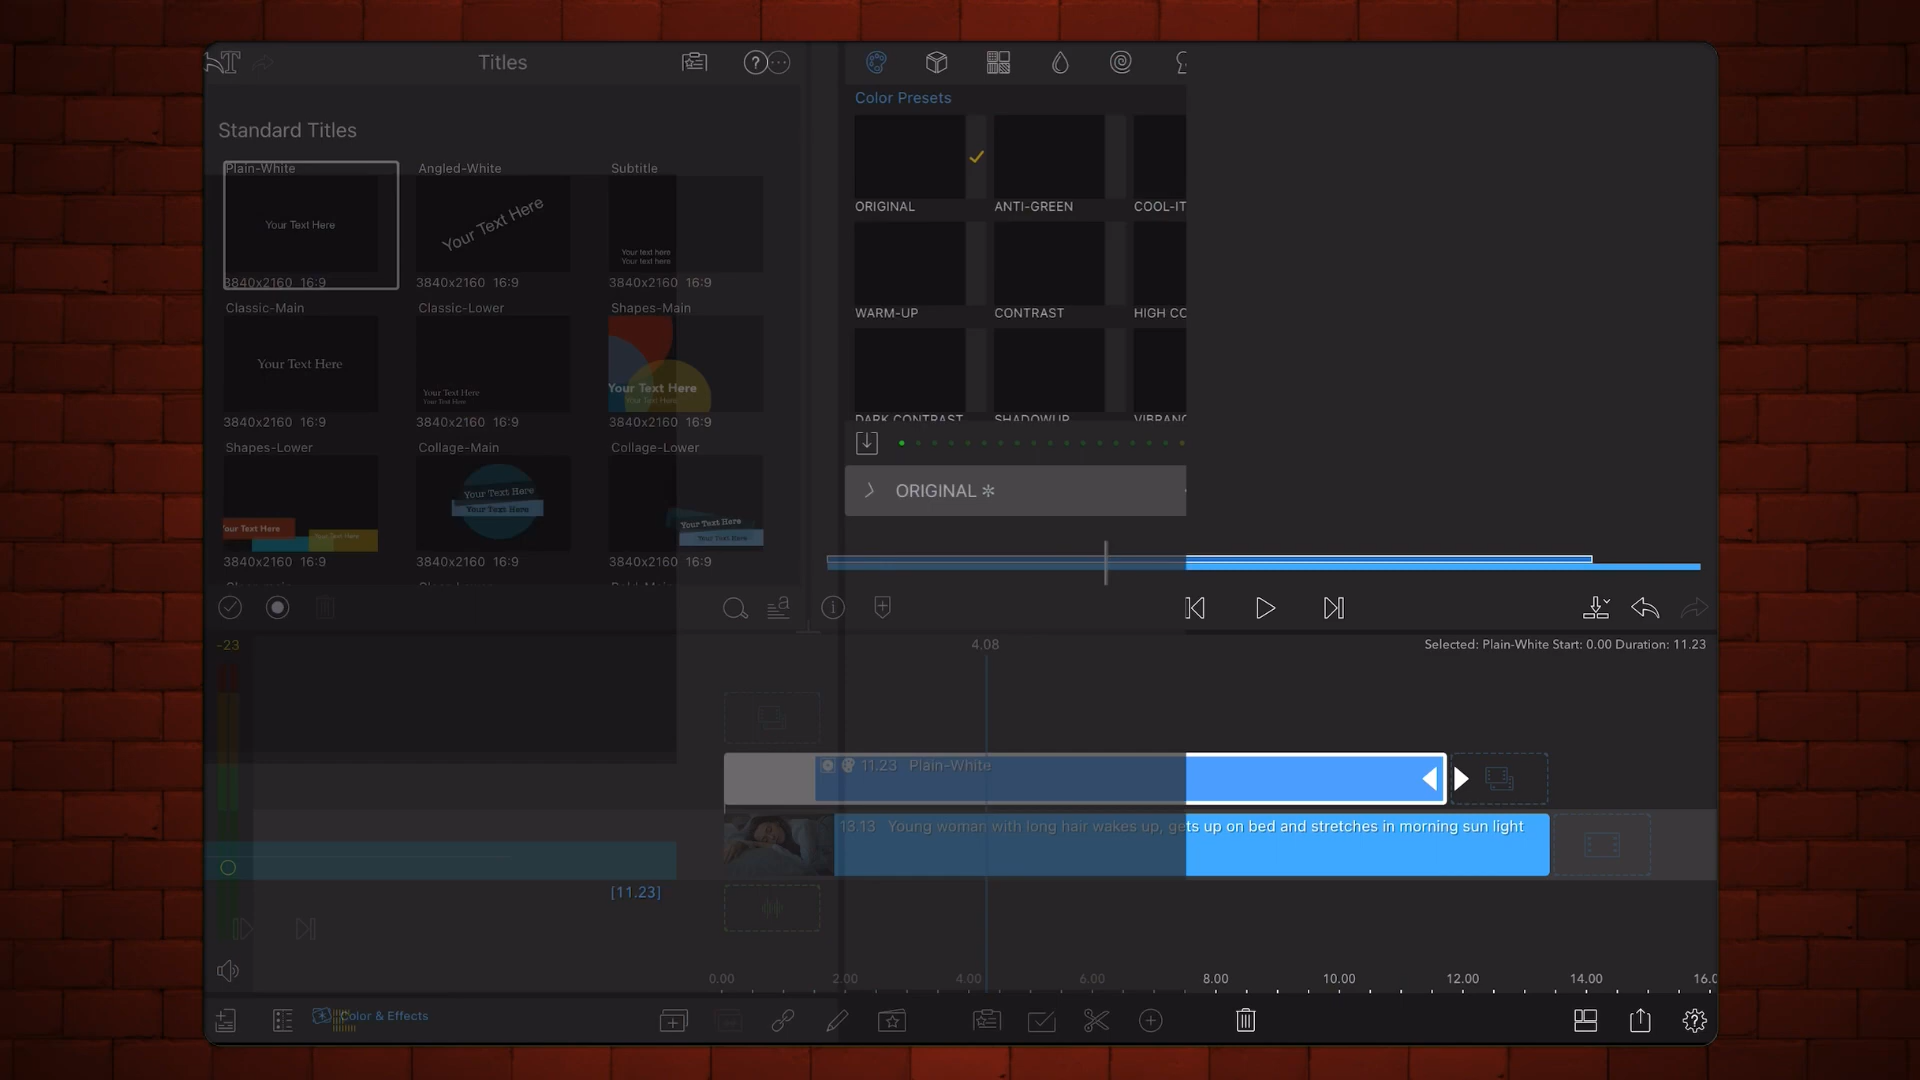 Titles
Color Presets
Standard Titles
Plain-White
Angled-White
Subtitle
Your Text Here
Your Text Here
Your text here
Your text here
3840x2160 16:9
3840x2160 16:9
3840x2160 16:9
ORIGINAL
ANTI-GREEN
COOL-IT
Classic-Main
Classic-Lower
Shapes-Main
WARM-UP
CONTRAST
HIGH CO
Your Text Here
Your Text Here
Your Text Here
Your Text Here
Your Text Here
3840x2160 16:9
3840x2160 16:9
3840x2160 16:9
DARK CONTRAST
SHADOWUP
VIBRANC
Shapes-Lower
Collage-Main
Collage-Lower
ORIGINAL ✲
Your Text Here
Your Text Here
Your Text Here
Your Text Here
Your Text Here
Your Text Here
3840x2160 16:9
3840x2160 16:9
3840x2160 16:9
-23
4.08
Selected: Plain-White Start: 0.00 Duration: 11.23
11.23 Plain-White
13.13 Young woman with long hair wakes up, gets up on bed and stretches in morning sun light
[11.23]
0.00 2.00 4.00 6.00 8.00 10.00 12.00 14.00 16.0
Color & Effects